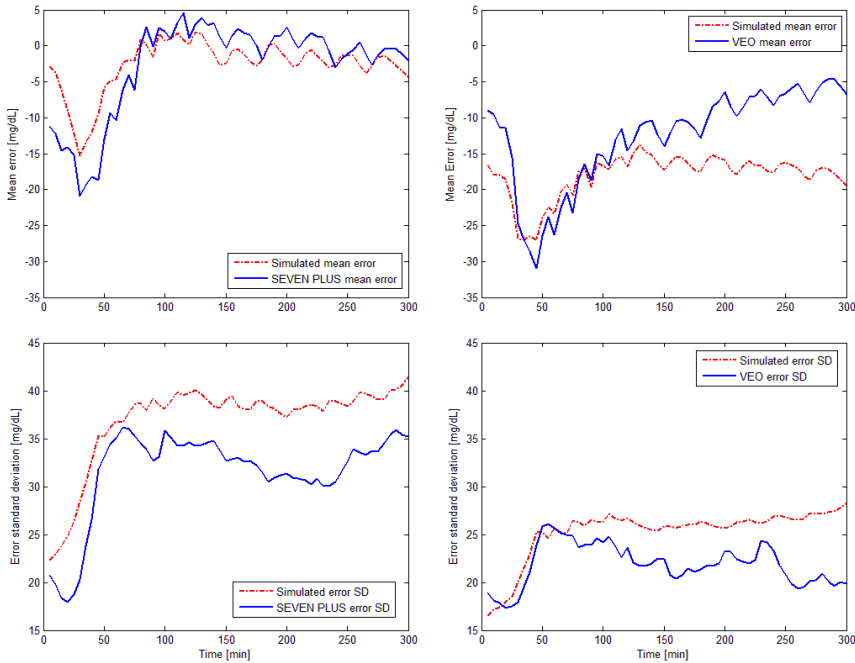 5
0
-5
-10
-15
-20
-25
-30
-35
Mean error [mg/dL]
Simulated mean error
SEVEN PLUS mean error
0 50 100 150 200 250 300
5
0
-5
-10
-15
-20
-25
-30
-35
Mean Error [mg/dL]
Simulated mean error
VEO mean error
0 50 100 150 200 250 300
45
40
35
30
25
20
15
Error standard deviation [mg/dL]
Simulated error SD
SEVEN PLUS error SD
0 50 100 150 200 250 300
Time [min]
45
40
35
30
25
20
15
Error standard deviation [mg/dL]
Simulated error SD
VEO error SD
0 50 100 150 200 250 300
Time [min]